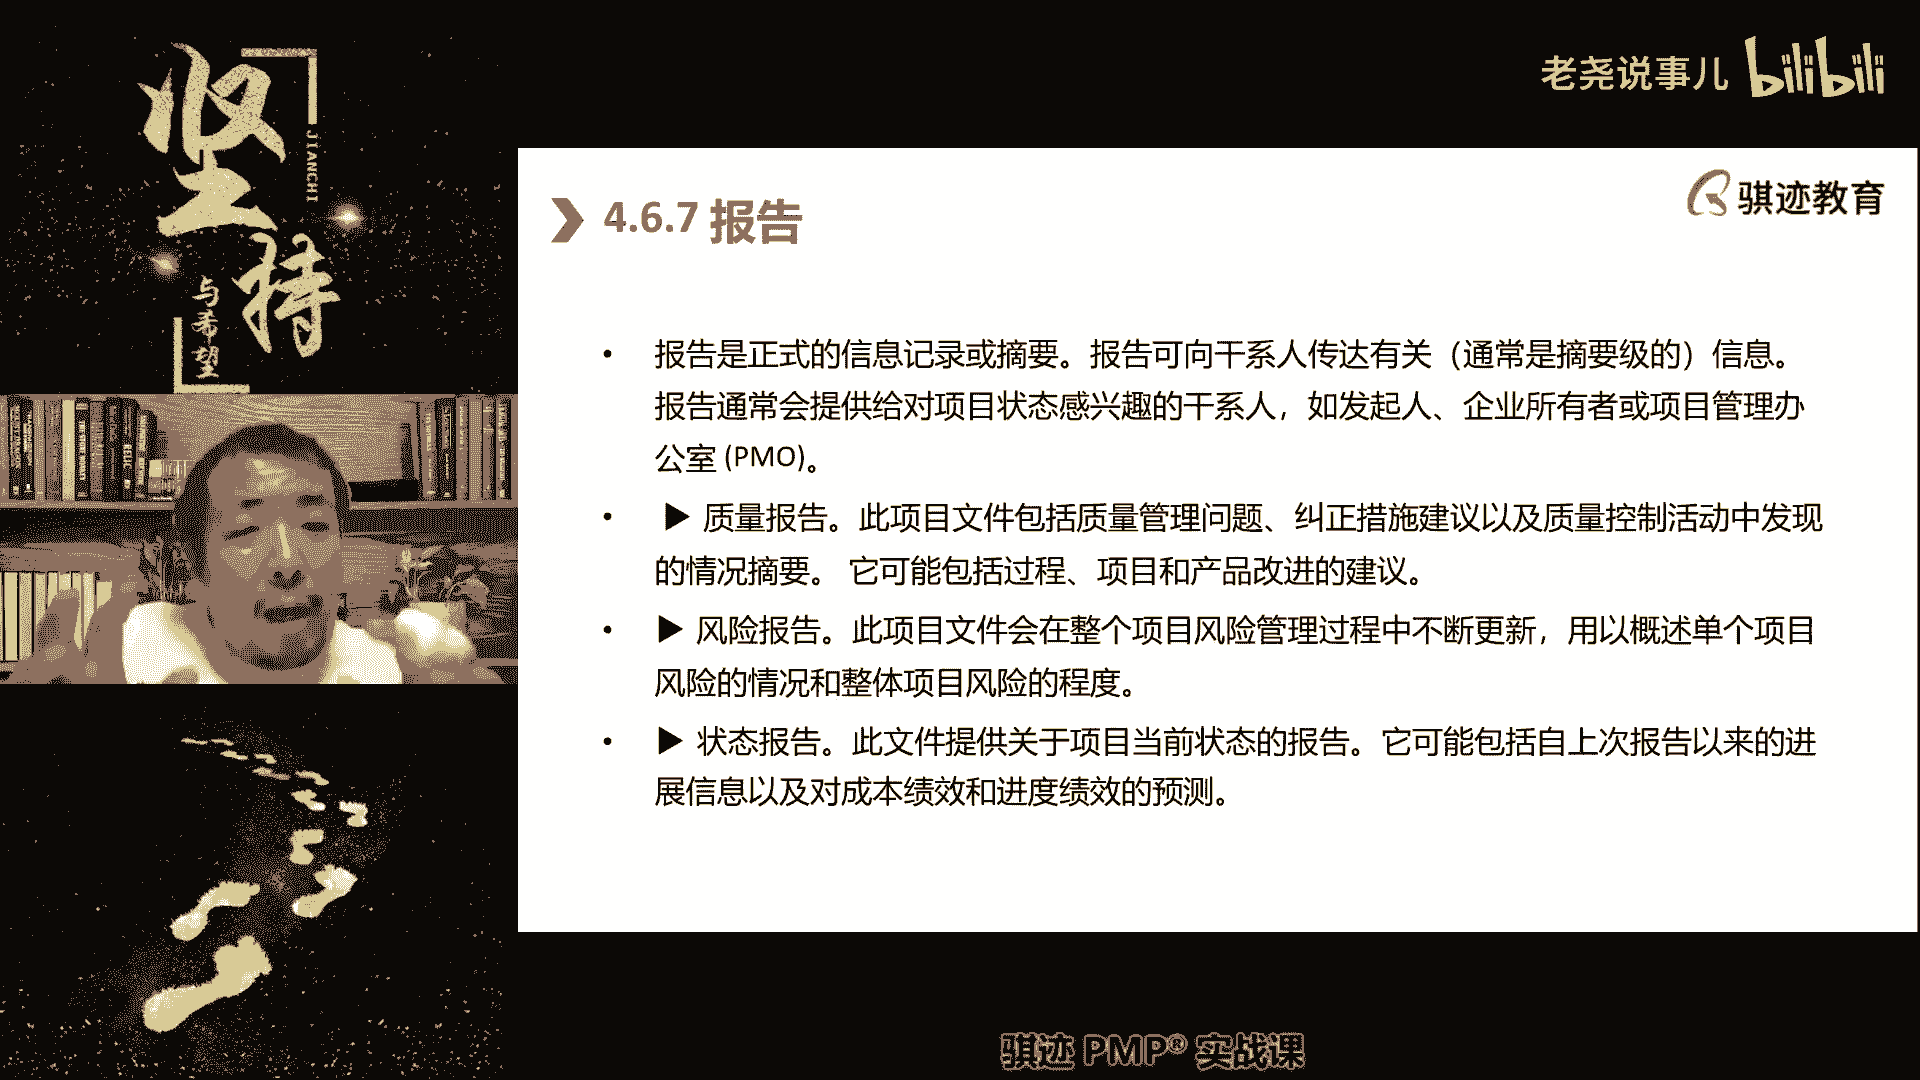 坚持
JIANCHI
与希望
老尧说事儿 bilibili
骐迹教育
4.6.7 报告
• 报告是正式的信息记录或摘要。报告可向干系人传达有关（通常是摘要级的）信息。
报告通常会提供给对项目状态感兴趣的干系人，如发起人、企业所有者或项目管理办
公室 (PMO)。
• ▶ 质量报告。此项目文件包括质量管理问题、纠正措施建议以及质量控制活动中发现
的情况摘要。 它可能包括过程、项目和产品改进的建议。
• ▶ 风险报告。此项目文件会在整个项目风险管理过程中不断更新，用以概述单个项目
风险的情况和整体项目风险的程度。
• ▶ 状态报告。此文件提供关于项目当前状态的报告。它可能包括自上次报告以来的进
展信息以及对成本绩效和进度绩效的预测。
骐迹 PMP® 实战课